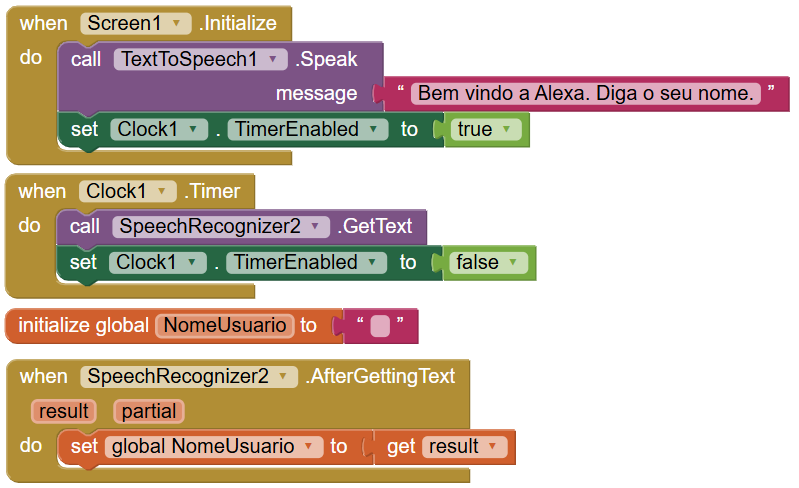 when Screen1 .Initialize
do call TextToSpeech1 .Speak
message “ Bem vindo a Alexa. Diga o seu nome. ”
set Clock1 . TimerEnabled to true
when Clock1 .Timer
do call SpeechRecognizer2 .GetText
set Clock1 . TimerEnabled to false
initialize global NomeUsuario to “ ”
when SpeechRecognizer2 .AfterGettingText
result partial
do set global NomeUsuario to get result